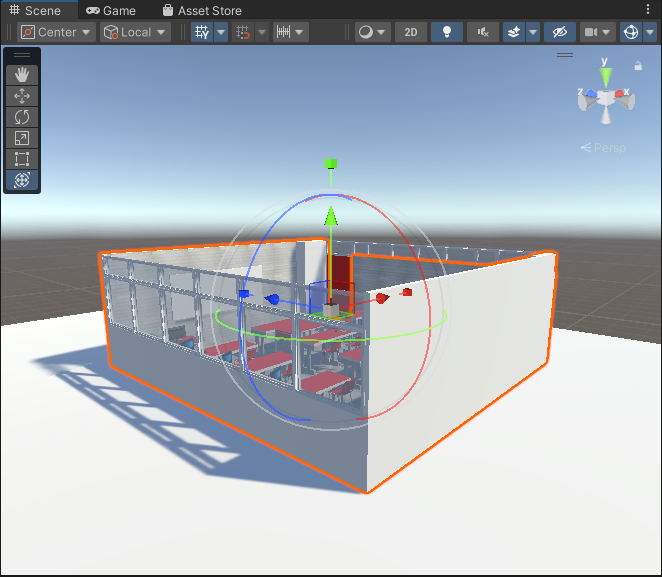 Scene Game Asset Store
Center Local 2D
y
z x
Persp